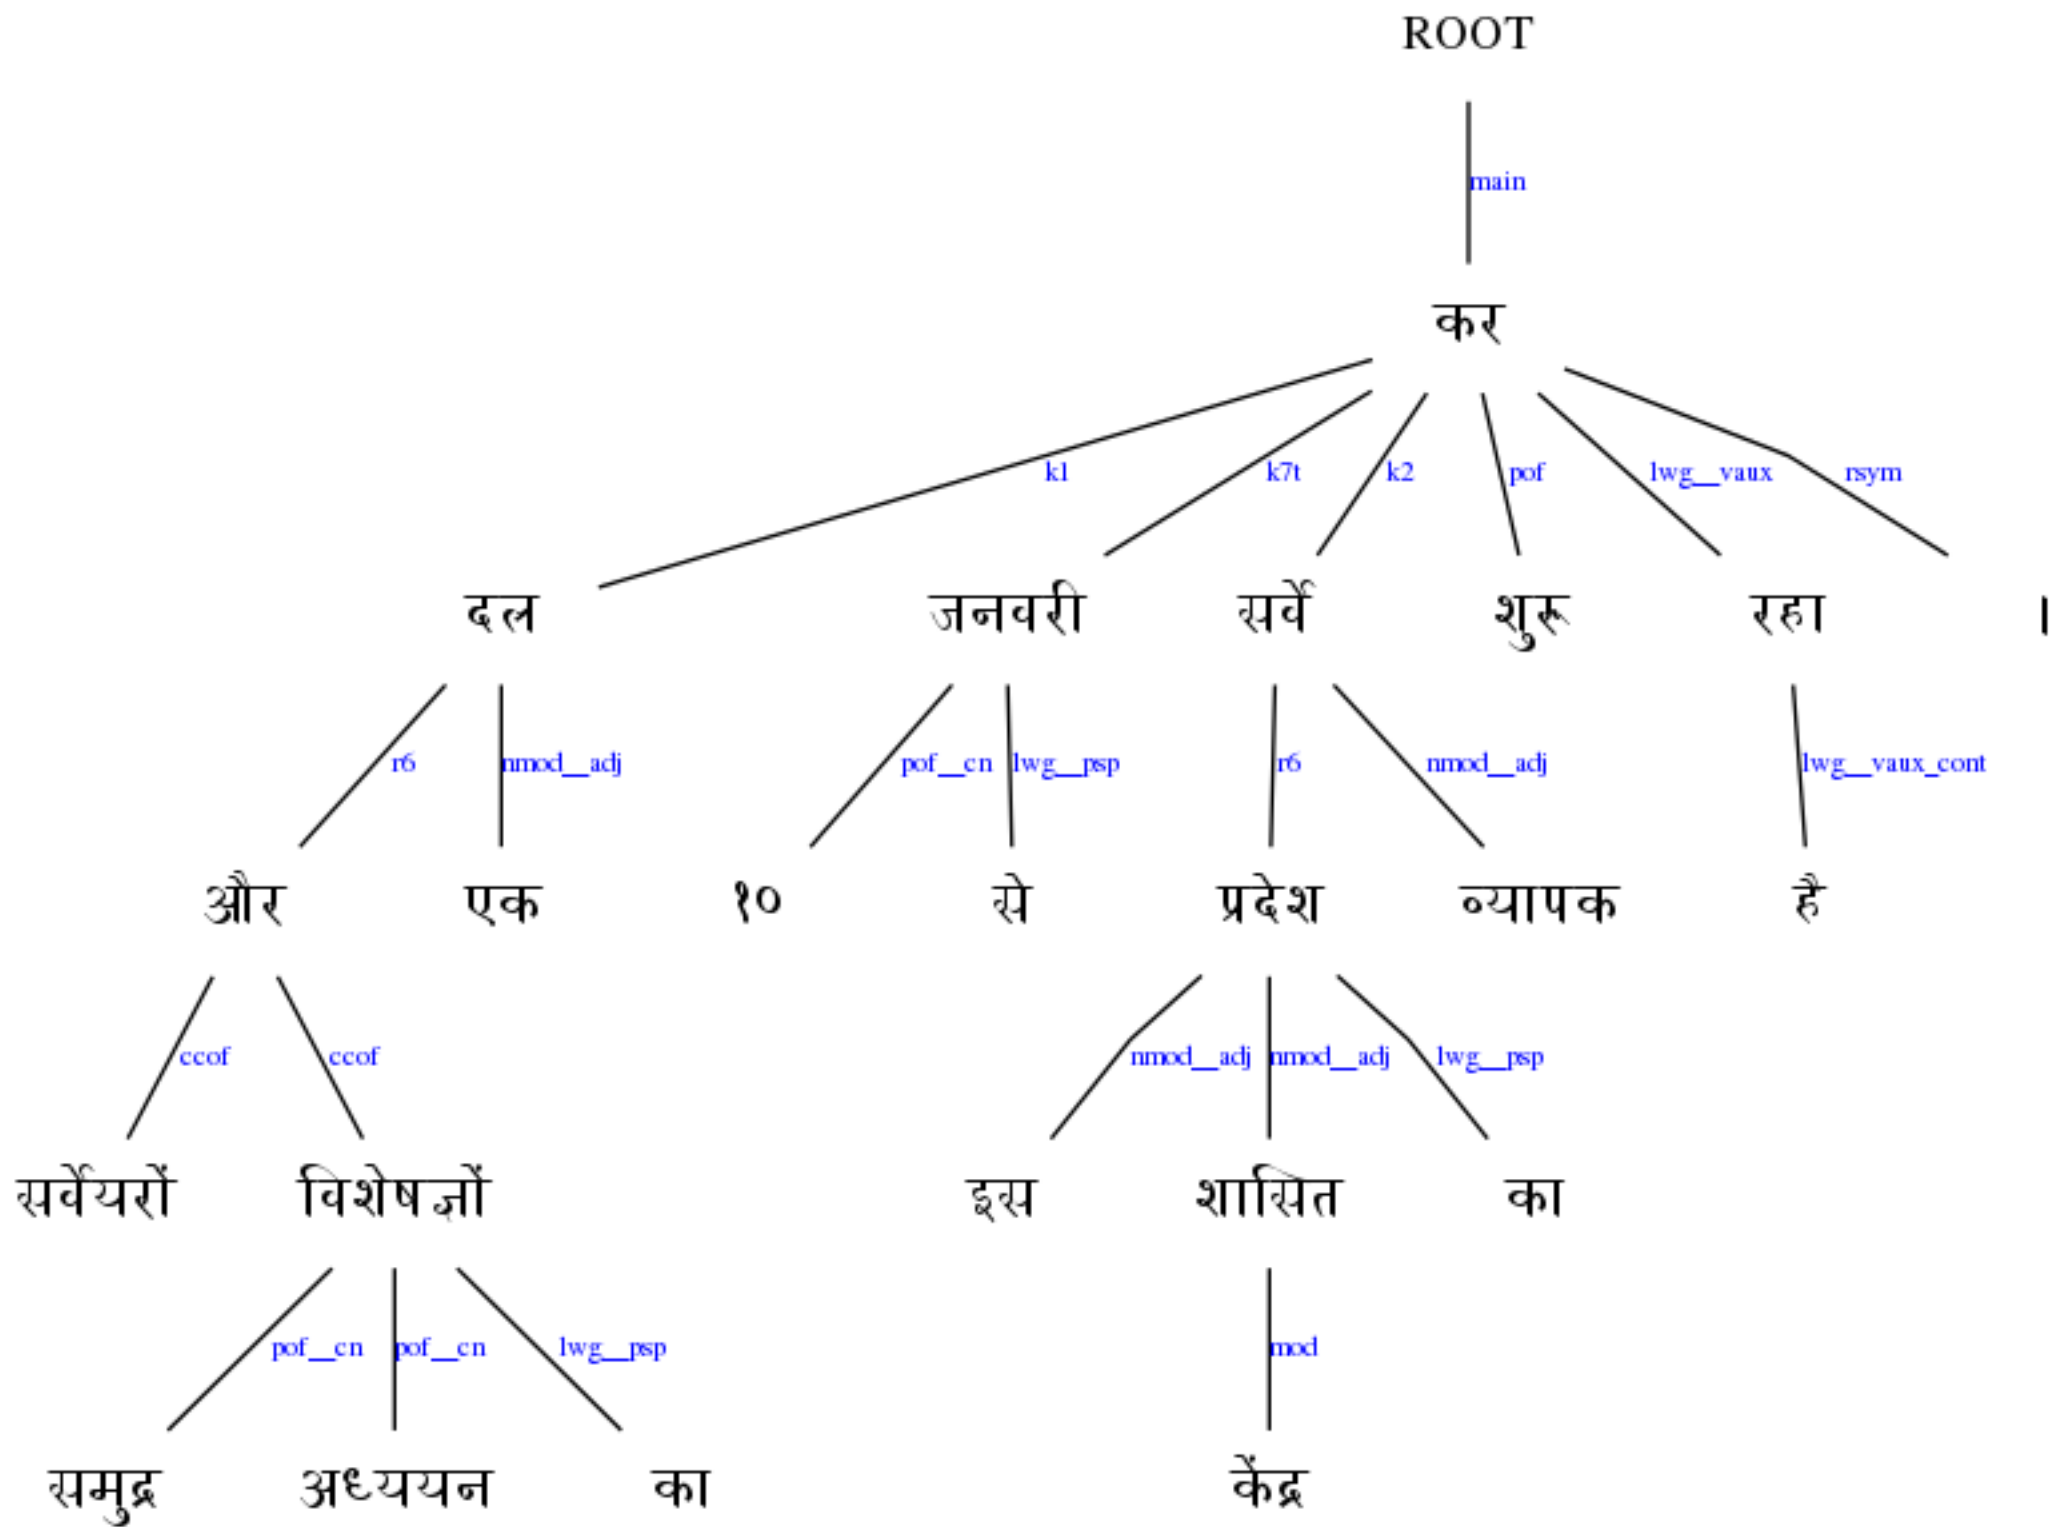 ROOT
main
कर
k1 k7t k2 pof lwg__vaux rsym
दल जनवरी सर्वे शुरू रहा ।
r6 nmod__adj pof__cn lwg__psp r6 nmod__adj lwg__vaux_cont
और एक १० से प्रदेश व्यापक है
ccof ccof nmod__adj nmod__adj lwg__psp
सर्वेयरों विशेषज्ञों इस शासित का
pof__cn pof__cn lwg__psp mod
समुद्र अध्ययन का केंद्र